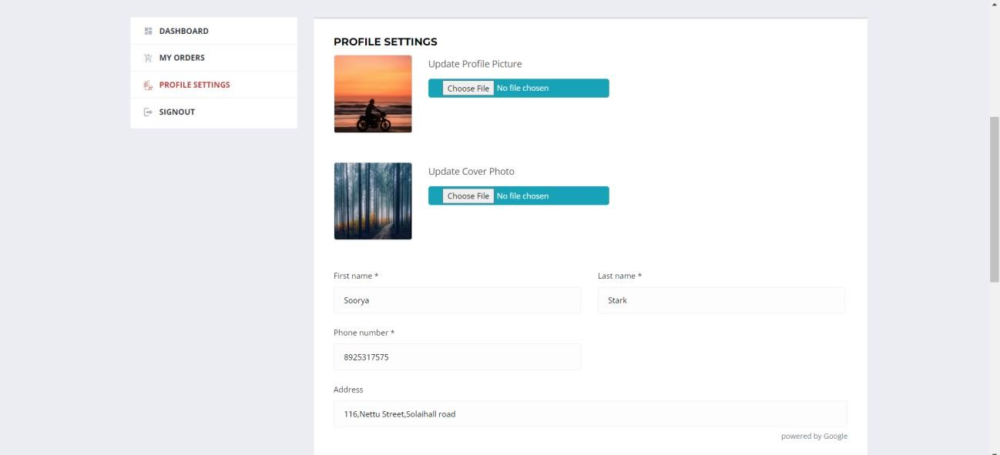 DASHBOARD
MY ORDERS
PROFILE SETTINGS
SIGNOUT
PROFILE SETTINGS
Update Profile Picture
Choose File No file chosen
Update Cover Photo
Choose File No file chosen
First name *
Last name *
Soorya
Stark
Phone number *
8925317575
Address
116,Nettu Street,Solaihall road
powered by Google